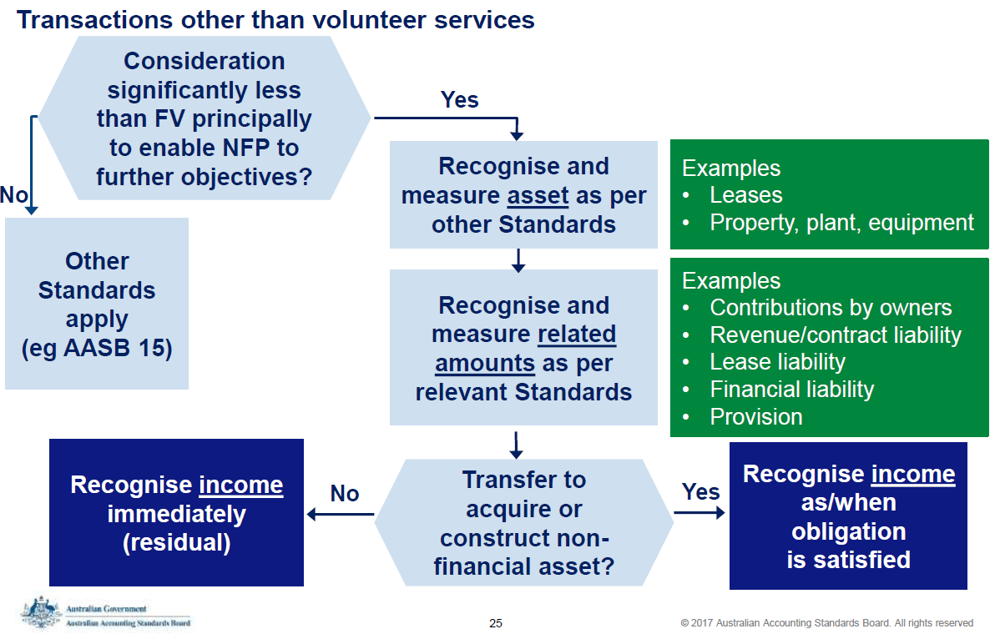 Transactions other than volunteer services
Consideration
significantly less
than FV principally
to enable NFP to
further objectives?
Yes
No
Recognise and
measure asset as per
other Standards
Examples
• Leases
• Property, plant, equipment
Other
Standards
apply
(eg AASB 15)
Recognise and
measure related
amounts as per
relevant Standards
Examples
• Contributions by owners
• Revenue/contract liability
• Lease liability
• Financial liability
• Provision
Recognise income
immediately
(residual)
No
Transfer to
acquire or
construct non-
financial asset?
Yes
Recognise income
as/when
obligation
is satisfied
Australian Government
Australian Accounting Standards Board
25
© 2017 Australian Accounting Standards Board. All rights reserved